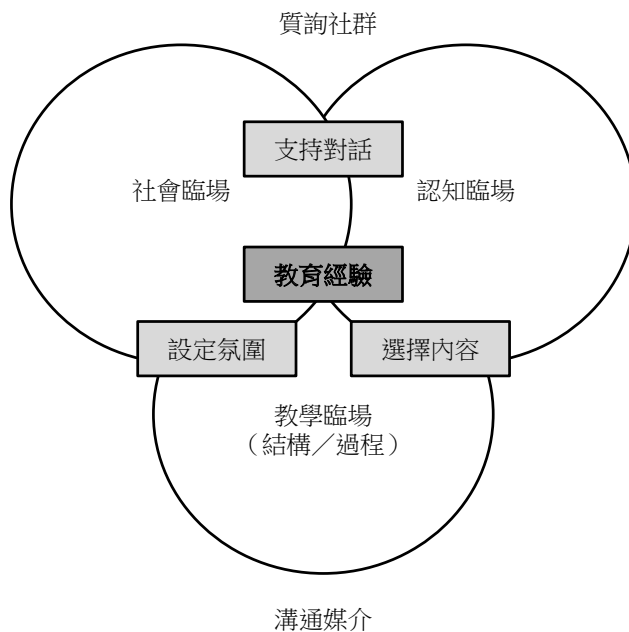 質詢社群
支持對話
社會臨場
認知臨場
教育經驗
設定氛圍
選擇內容
教學臨場
（結構／過程）
溝通媒介